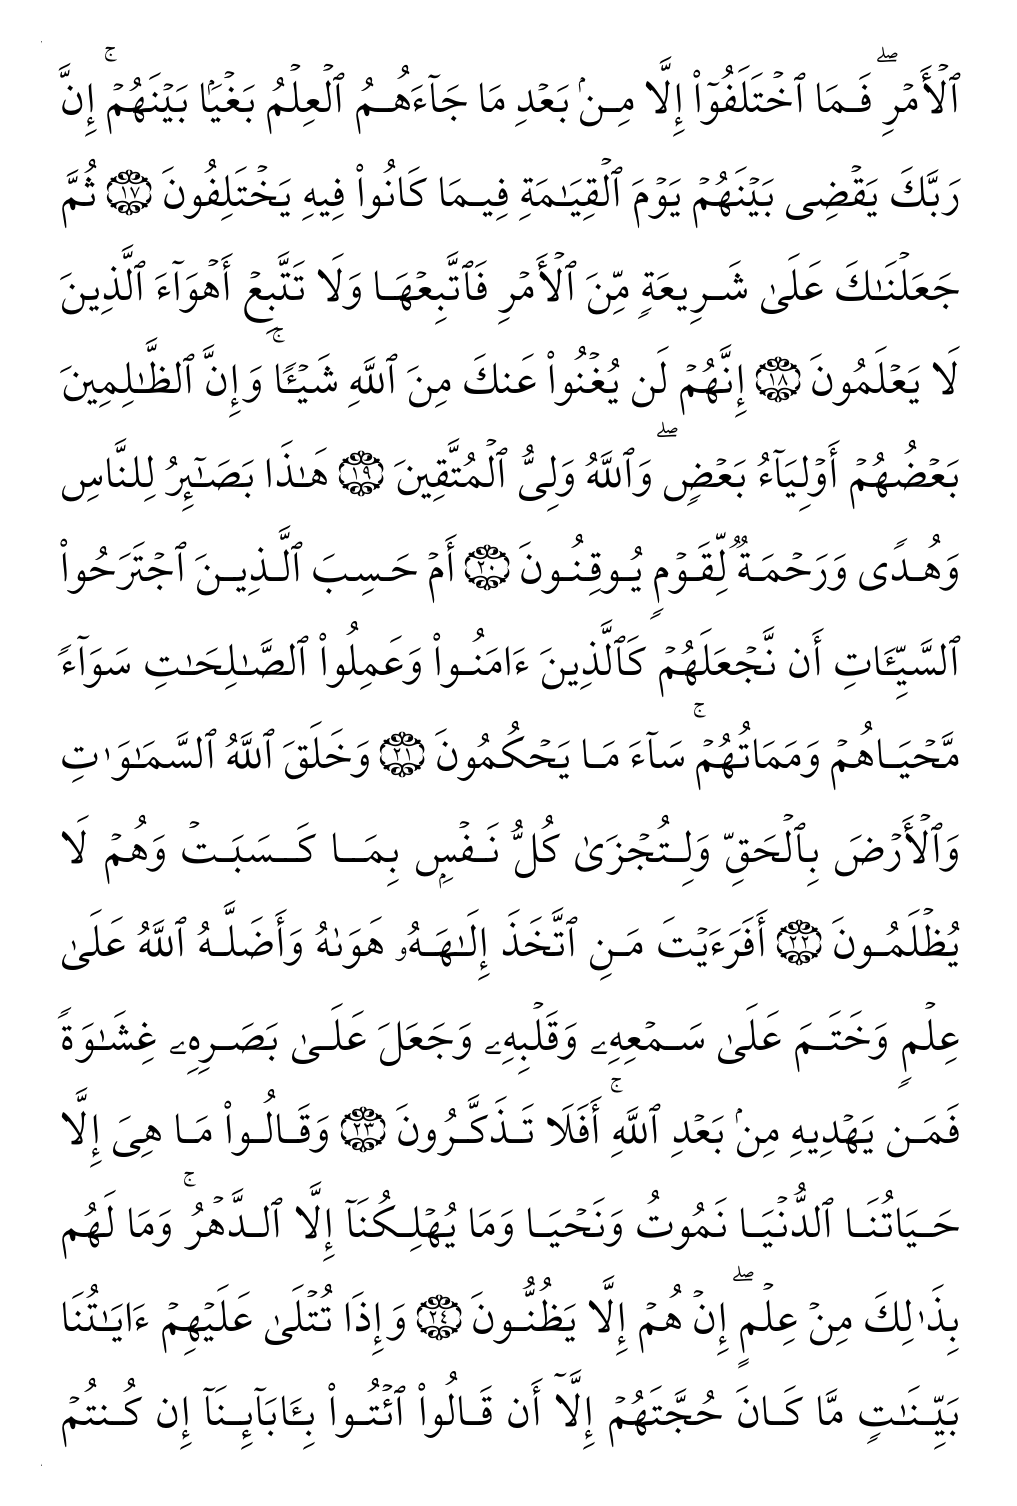 ٱلْأَمْرِۖ فَمَا ٱخْتَلَفُوٓا۟ إِلَّا مِنۢ بَعْدِ مَا جَآءَهُمُ ٱلْعِلْمُ بَغْيًۢا بَيْنَهُمْۚ إِنَّ
رَبَّكَ يَقْضِى بَيْنَهُمْ يَوْمَ ٱلْقِيَـٰمَةِ فِيمَا كَانُوا۟ فِيهِ يَخْتَلِفُونَ ١٧ ثُمَّ
جَعَلْنَـٰكَ عَلَىٰ شَرِيعَةٍ مِّنَ ٱلْأَمْرِ فَٱتَّبِعْهَا وَلَا تَتَّبِعْ أَهْوَآءَ ٱلَّذِينَ
لَا يَعْلَمُونَ ١٨ إِنَّهُمْ لَن يُغْنُوا۟ عَنكَ مِنَ ٱللَّهِ شَيْـًٔاۚ وَإِنَّ ٱلظَّـٰلِمِينَ
بَعْضُهُمْ أَوْلِيَآءُ بَعْضٍۖ وَٱللَّهُ وَلِىُّ ٱلْمُتَّقِينَ ١٩ هَـٰذَا بَصَـٰٓئِرُ لِلنَّاسِ
وَهُدًى وَرَحْمَةٌ لِّقَوْمٍ يُوقِنُونَ ٢٠ أَمْ حَسِبَ ٱلَّذِينَ ٱجْتَرَحُوا۟
ٱلسَّيِّـَٔاتِ أَن نَّجْعَلَهُمْ كَٱلَّذِينَ ءَامَنُوا۟ وَعَمِلُوا۟ ٱلصَّـٰلِحَـٰتِ سَوَآءً
مَّحْيَاهُمْ وَمَمَاتُهُمْۚ سَآءَ مَا يَحْكُمُونَ ٢١ وَخَلَقَ ٱللَّهُ ٱلسَّمَـٰوَٰتِ
وَٱلْأَرْضَ بِٱلْحَقِّ وَلِتُجْزَىٰ كُلُّ نَفْسٍۭ بِمَا كَسَبَتْ وَهُمْ لَا
يُظْلَمُونَ ٢٢ أَفَرَءَيْتَ مَنِ ٱتَّخَذَ إِلَـٰهَهُۥ هَوَىٰهُ وَأَضَلَّهُ ٱللَّهُ عَلَىٰ
عِلْمٍ وَخَتَمَ عَلَىٰ سَمْعِهِۦ وَقَلْبِهِۦ وَجَعَلَ عَلَىٰ بَصَرِهِۦ غِشَـٰوَةً
فَمَن يَهْدِيهِ مِنۢ بَعْدِ ٱللَّهِۚ أَفَلَا تَذَكَّرُونَ ٢٣ وَقَالُوا۟ مَا هِىَ إِلَّا
حَيَاتُنَا ٱلدُّنْيَا نَمُوتُ وَنَحْيَا وَمَا يُهْلِكُنَآ إِلَّا ٱلدَّهْرُۚ وَمَا لَهُم
بِذَٰلِكَ مِنْ عِلْمٍۖ إِنْ هُمْ إِلَّا يَظُنُّونَ ٢٤ وَإِذَا تُتْلَىٰ عَلَيْهِمْ ءَايَـٰتُنَا
بَيِّنَـٰتٍ مَّا كَانَ حُجَّتَهُمْ إِلَّآ أَن قَالُوا۟ ٱئْتُوا۟ بِـَٔابَآئِنَآ إِن كُنتُمْ